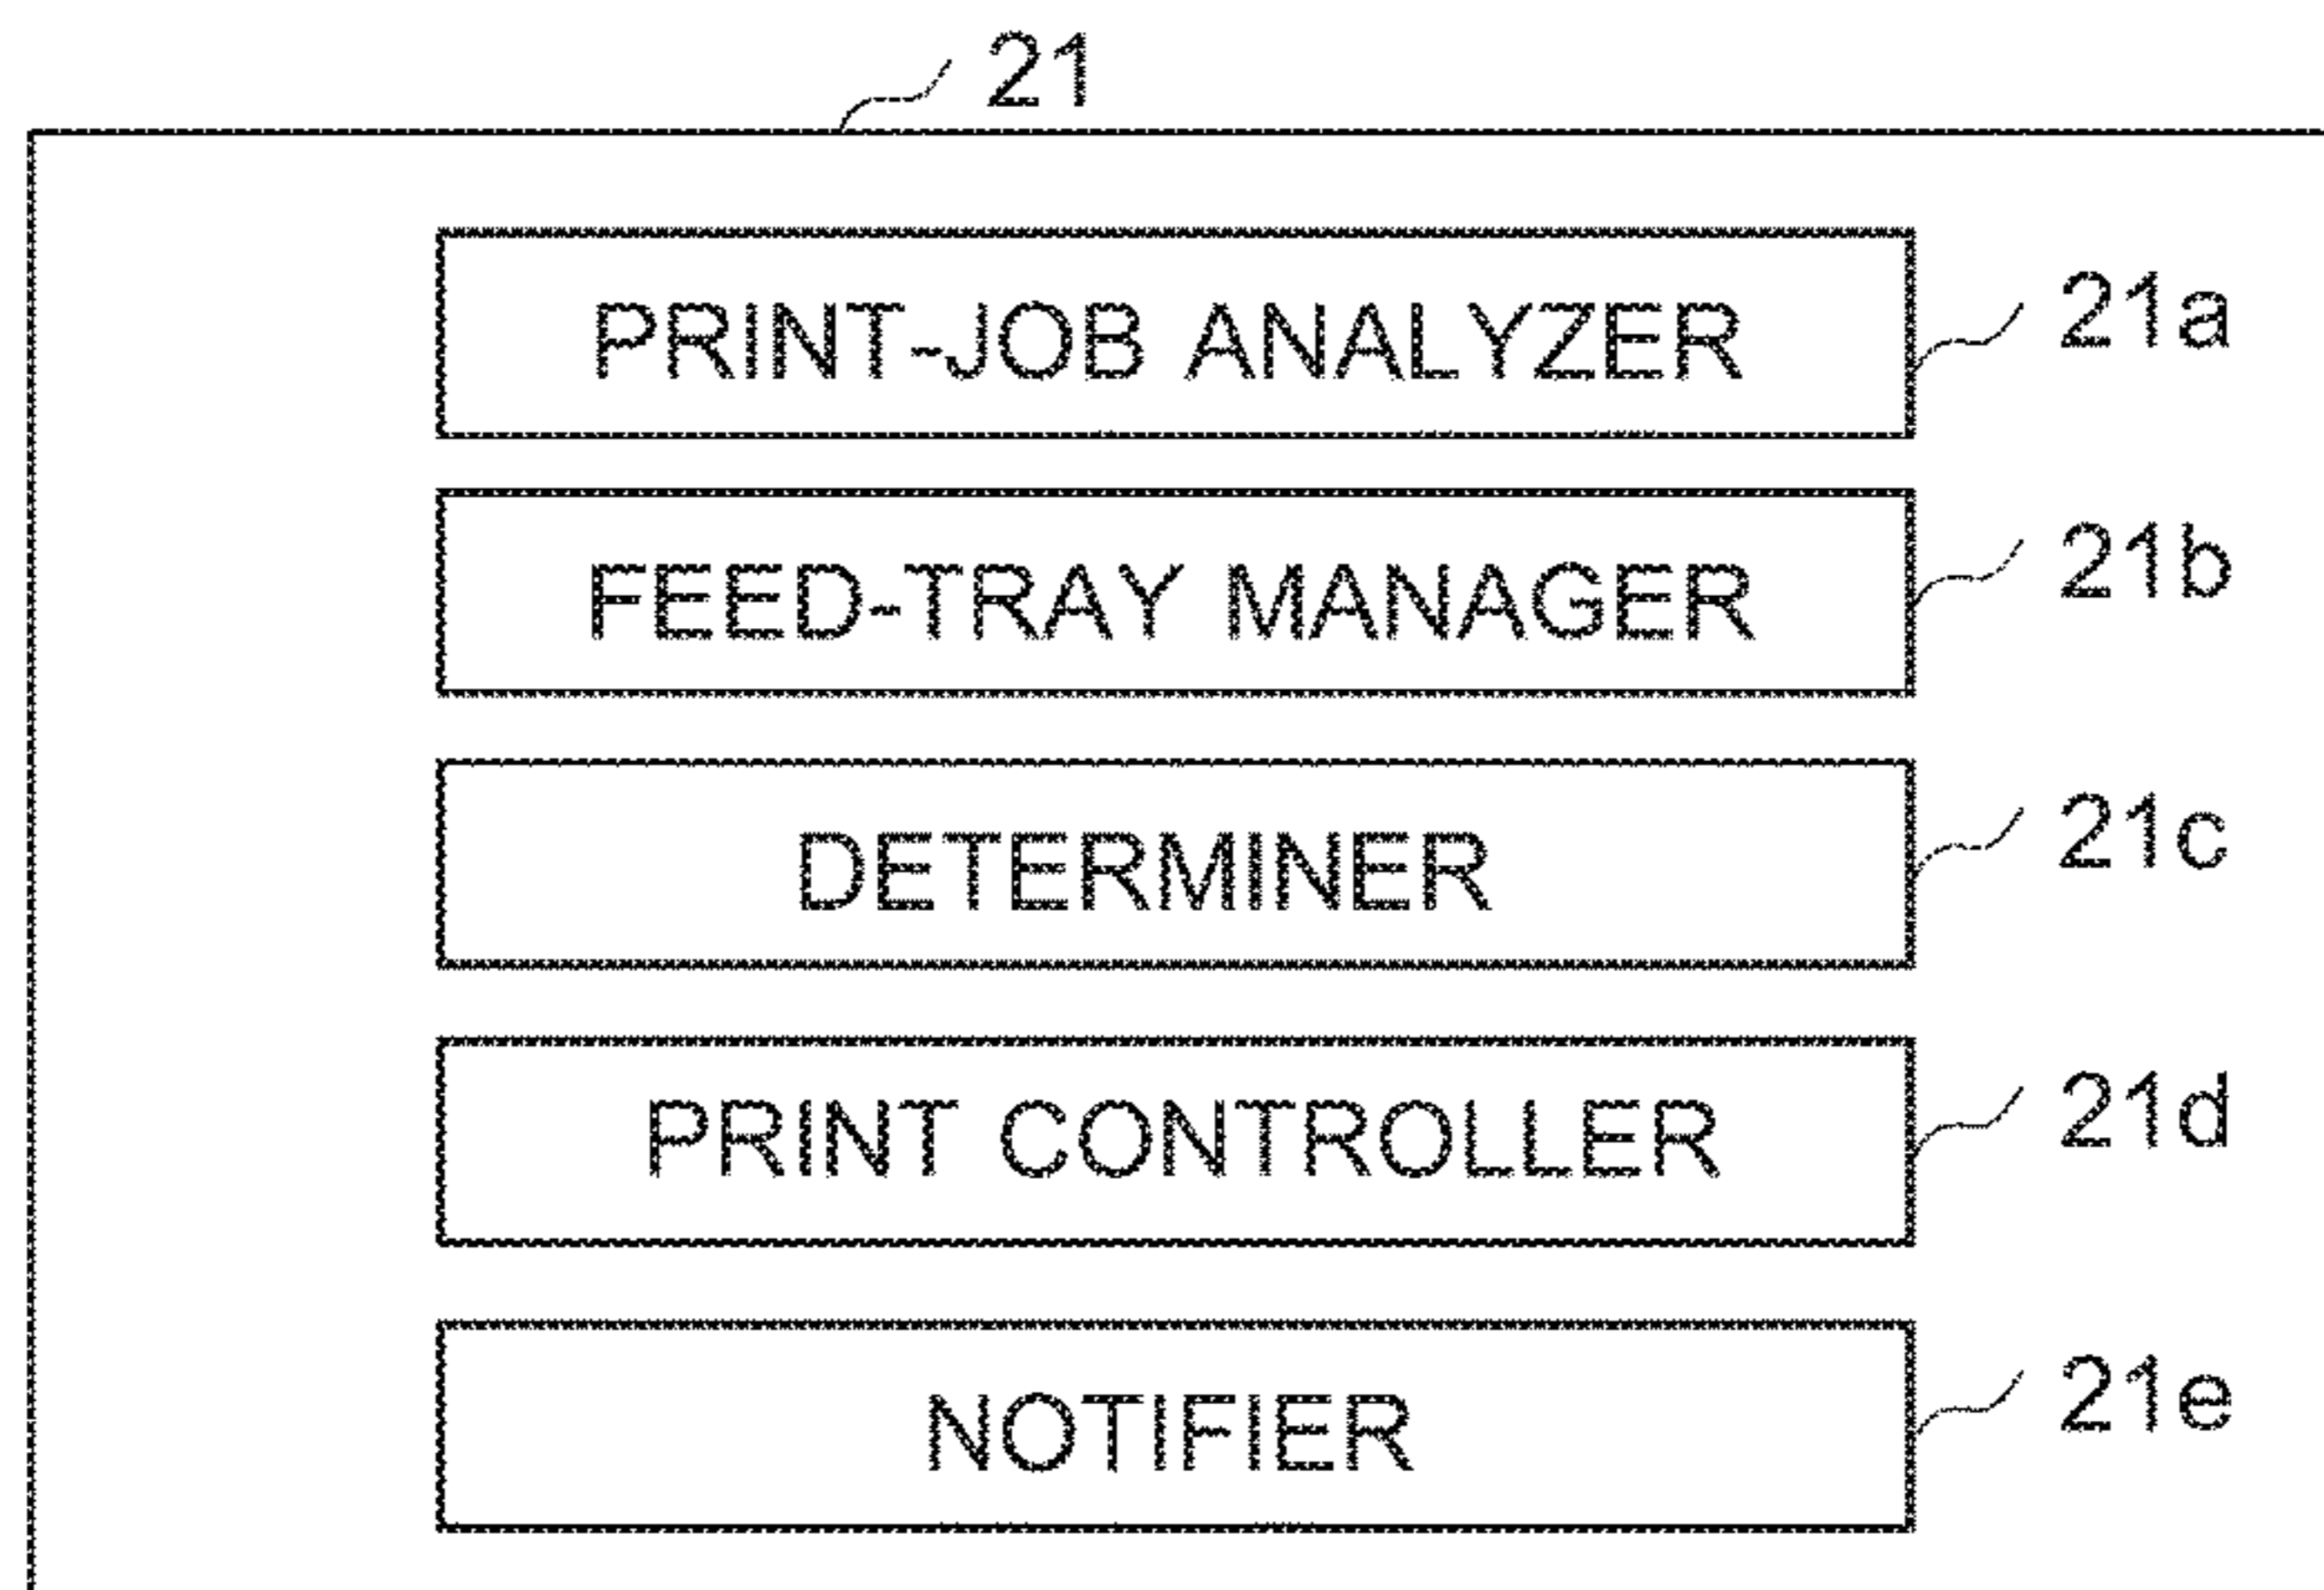 21
PRINT-JOB ANALYZER 21a
FEED-TRAY MANAGER 21b
DETERMINER 21c
PRINT CONTROLLER 21d
NOTIFIER 21e